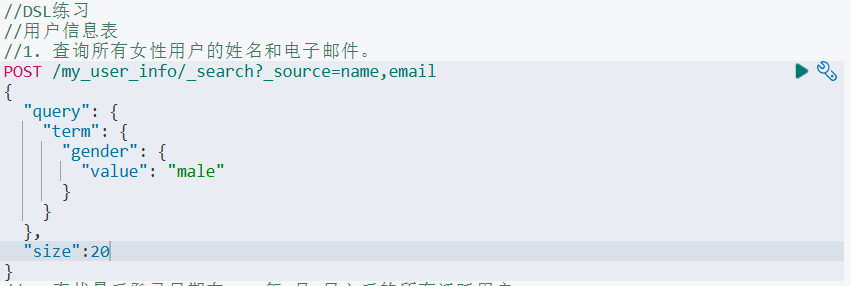 //DSL练习
//用户信息表
//1. 查询所有女性用户的姓名和电子邮件。
POST /my_user_info/_search?_source=name,email
{
  "query": {
    "term": {
      "gender": {
        "value": "male"
      }
    }
  },
  "size":20
}